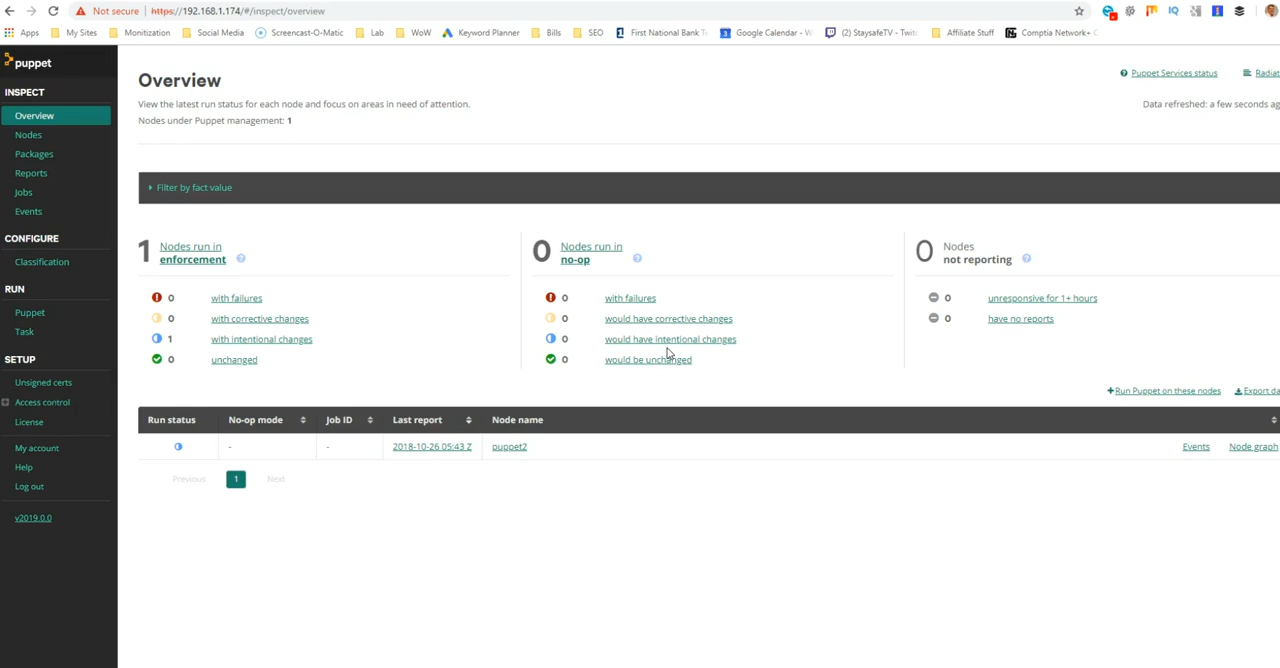 Not secure https://192.168.1.174/#/inspect/overview
Apps My Sites Monitization Social Media Screencast-O-Matic Lab WoW Keyword Planner Bills SEO First National Bank Google Calendar - W (2) StaysafeTV - Twit Affiliate Stuff Comptia Network+
puppet
INSPECT
Overview
Nodes
Packages
Reports
Jobs
Events
CONFIGURE
Classification
RUN
Puppet
Task
SETUP
Unsigned certs
Access control
License
My account
Help
Log out
v2019.0.0
Overview
Puppet Services status
View the latest run status for each node and focus on areas in need of attention.
Data refreshed: a few seconds
Nodes under Puppet management: 1
Filter by fact value
1 Nodes run in
enforcement ?
0 with failures
0 with corrective changes
1 with intentional changes
0 unchanged
0 Nodes run in
no-op ?
0 with failures
0 would have corrective changes
0 would have intentional changes
0 would be unchanged
0 Nodes
not reporting ?
0 unresponsive for 1+ hours
0 have no reports
+Run Puppet on these nodes Export
Run status No-op mode Job ID Last report Node name
- - 2018-10-26 05:43 Z puppet2 Events Node graph
Previous 1 Next